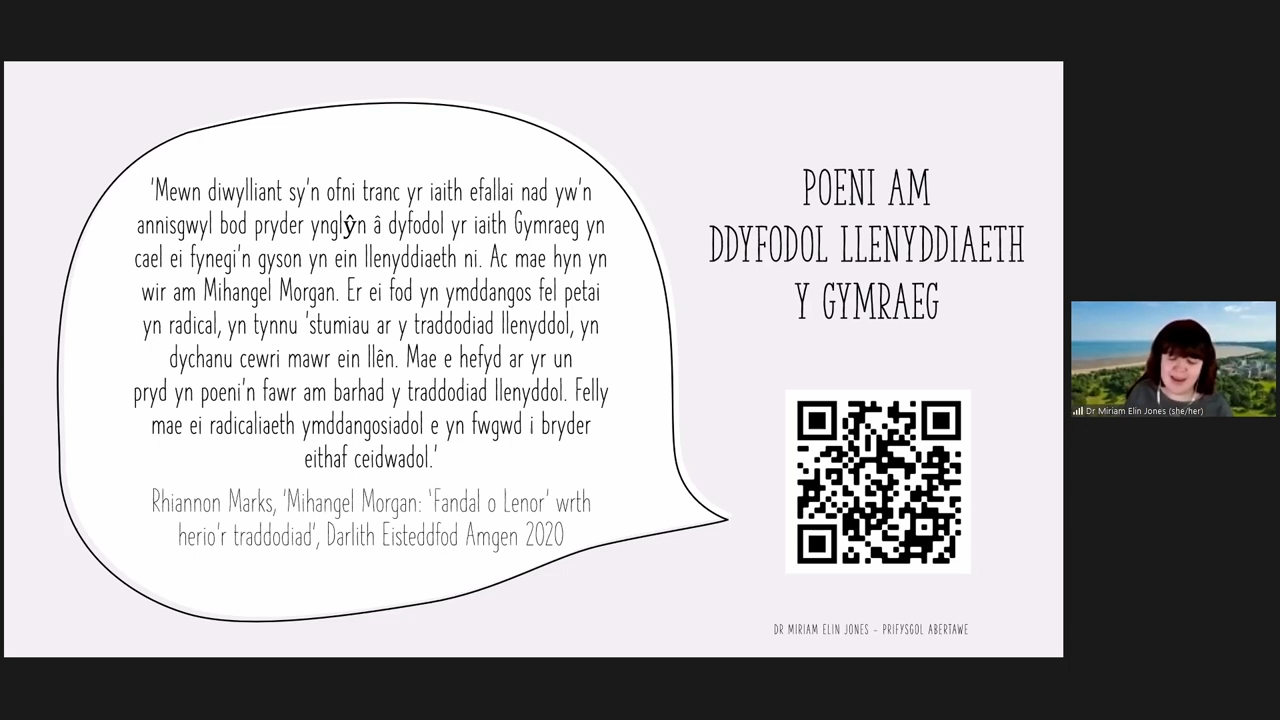 'Mewn diwylliant sy'n ofni tranc yr iaith efallai nad yw'n
annisgwyl bod pryder ynglŷn â dyfodol yr iaith Gymraeg yn
cael ei fynegi'n gyson yn ein llenyddiaeth ni. Ac mae hyn yn
wir am Mihangel Morgan. Er ei fod yn ymddangos fel petai
yn radical, yn tynnu 'stumiau ar y traddodiad llenyddol, yn
dychanu cewri mawr ein llên. Mae e hefyd ar yr un
pryd yn poeni'n fawr am barhad y traddodiad llenyddol. Felly
mae ei radicaliaeth ymddangosiadol e yn fwgwd i bryder
eithaf ceidwadol.'
Rhiannon Marks, 'Mihangel Morgan: 'Fandal o Lenor' wrth
herio'r traddodiad', Darlith Eisteddfod Amgen 2020
POENI AM
DDYFODOL LLENYDDIAETH
Y GYMRAEG
DR MIRIAM ELIN JONES - PRIFYSGOL ABERTAWE
Dr Miriam Elin Jones (she/her)